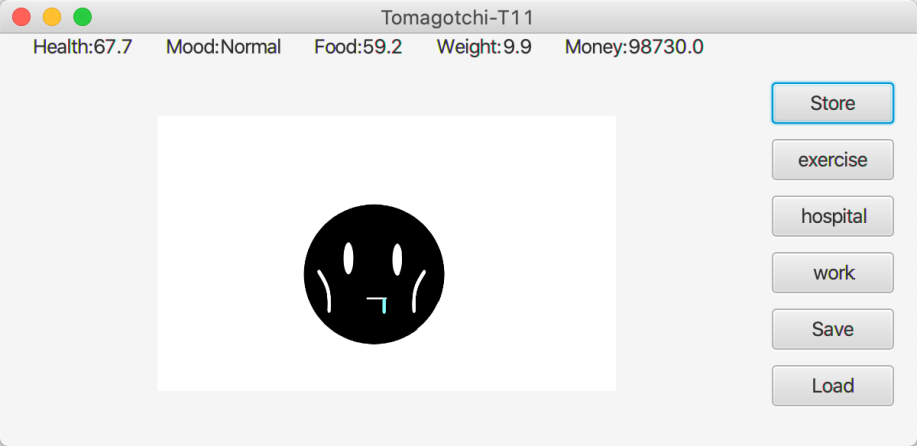 Tomagotchi-T11
Health:67.7 Mood:Normal Food:59.2 Weight:9.9 Money:98730.0
Store
exercise
hospital
work
Save
Load